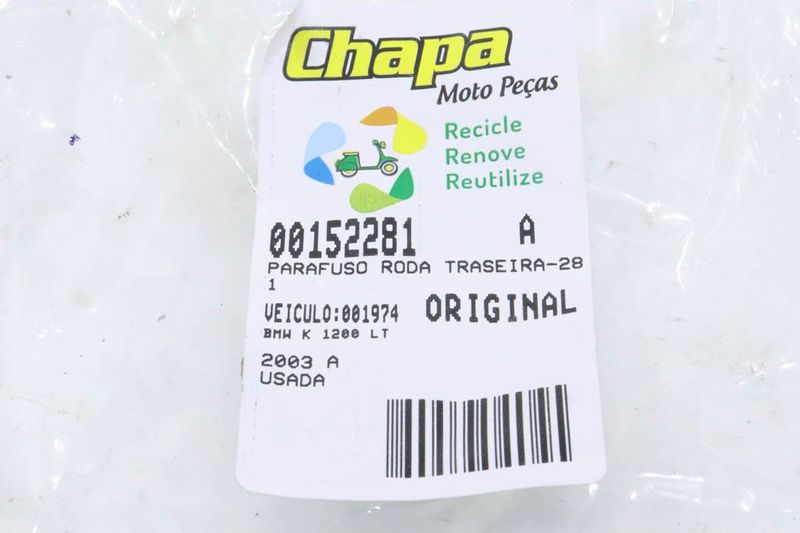 Chapa
Moto Peças
Recicle
Renove
Reutilize
00152281 A
PARAFUSO RODA TRASEIRA-28
1
VEICULO:001974 ORIGINAL
BMW K 1200 LT
2003 A
USADA